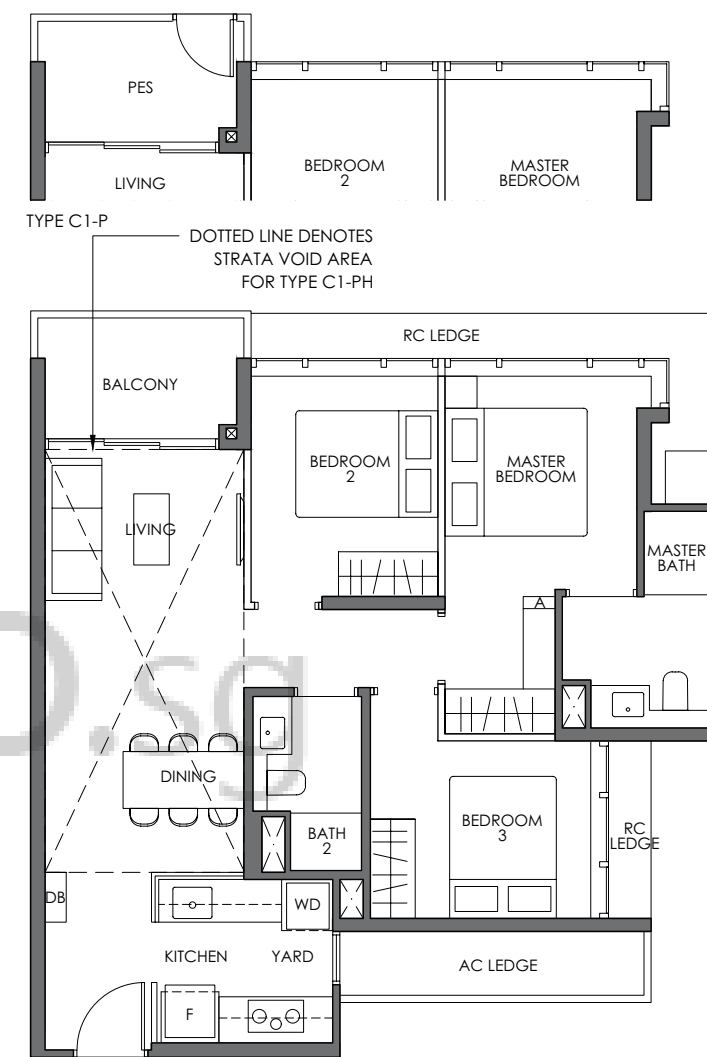 PES
BEDROOM
2
MASTER
BEDROOM
LIVING
TYPE C1-P
DOTTED LINE DENOTES
STRATA VOID AREA
FOR TYPE C1-PH
RC LEDGE
BALCONY
BEDROOM
2
MASTER
BEDROOM
LIVING
MASTER
BATH
A
DINING
BATH
2
BEDROOM
3
RC
LEDGE
DB
WD
KITCHEN
YARD
AC LEDGE
F
.sg